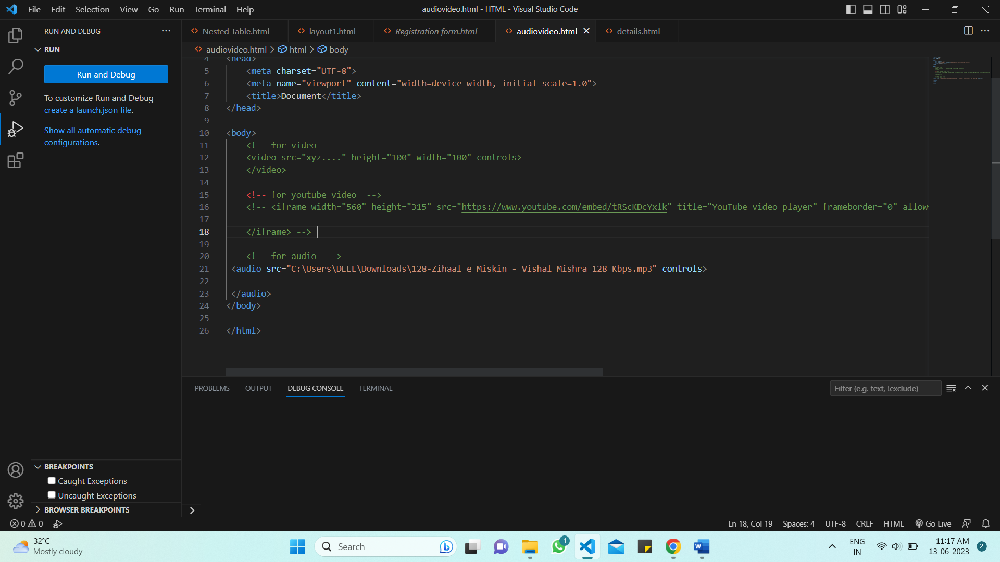 File Edit Selection View Go Run Terminal Help
audiovideo.html - HTML - Visual Studio Code
RUN AND DEBUG
Nested Table.html
layout1.html
Registration form.html
audiovideo.html
details.html
RUN
Run and Debug
To customize Run and Debug
create a launch.json file.
Show all automatic debug
configurations.
audiovideo.html > html > body
4 <head>
5 <meta charset="UTF-8">
6 <meta name="viewport" content="width=device-width, initial-scale=1.0">
7 <title>Document</title>
8 </head>
9
10 <body>
11 <!-- for video
12 <video src="xyz...." height="100" width="100" controls>
13 </video>
14
15 <!-- for youtube video  -->
16 <!-- <iframe width="560" height="315" src="https://www.youtube.com/embed/tRScKDcYxlk" title="YouTube video player" frameborder="0" allow=
17
18 </iframe> -->
19
20 <!-- for audio  -->
21 <audio src="C:\Users\DELL\Downloads\128-Zihaal e Miskin - Vishal Mishra 128 Kbps.mp3" controls>
22
23 </audio>
24 </body>
25
26 </html>
PROBLEMS OUTPUT DEBUG CONSOLE TERMINAL
Filter (e.g. text, !exclude)
BREAKPOINTS
Caught Exceptions
Uncaught Exceptions
BROWSER BREAKPOINTS
0 0
Ln 18, Col 19 Spaces: 4 UTF-8 CRLF HTML Go Live
32°C
Mostly cloudy
Search
1
ENG
IN
11:17 AM
13-06-2023
2